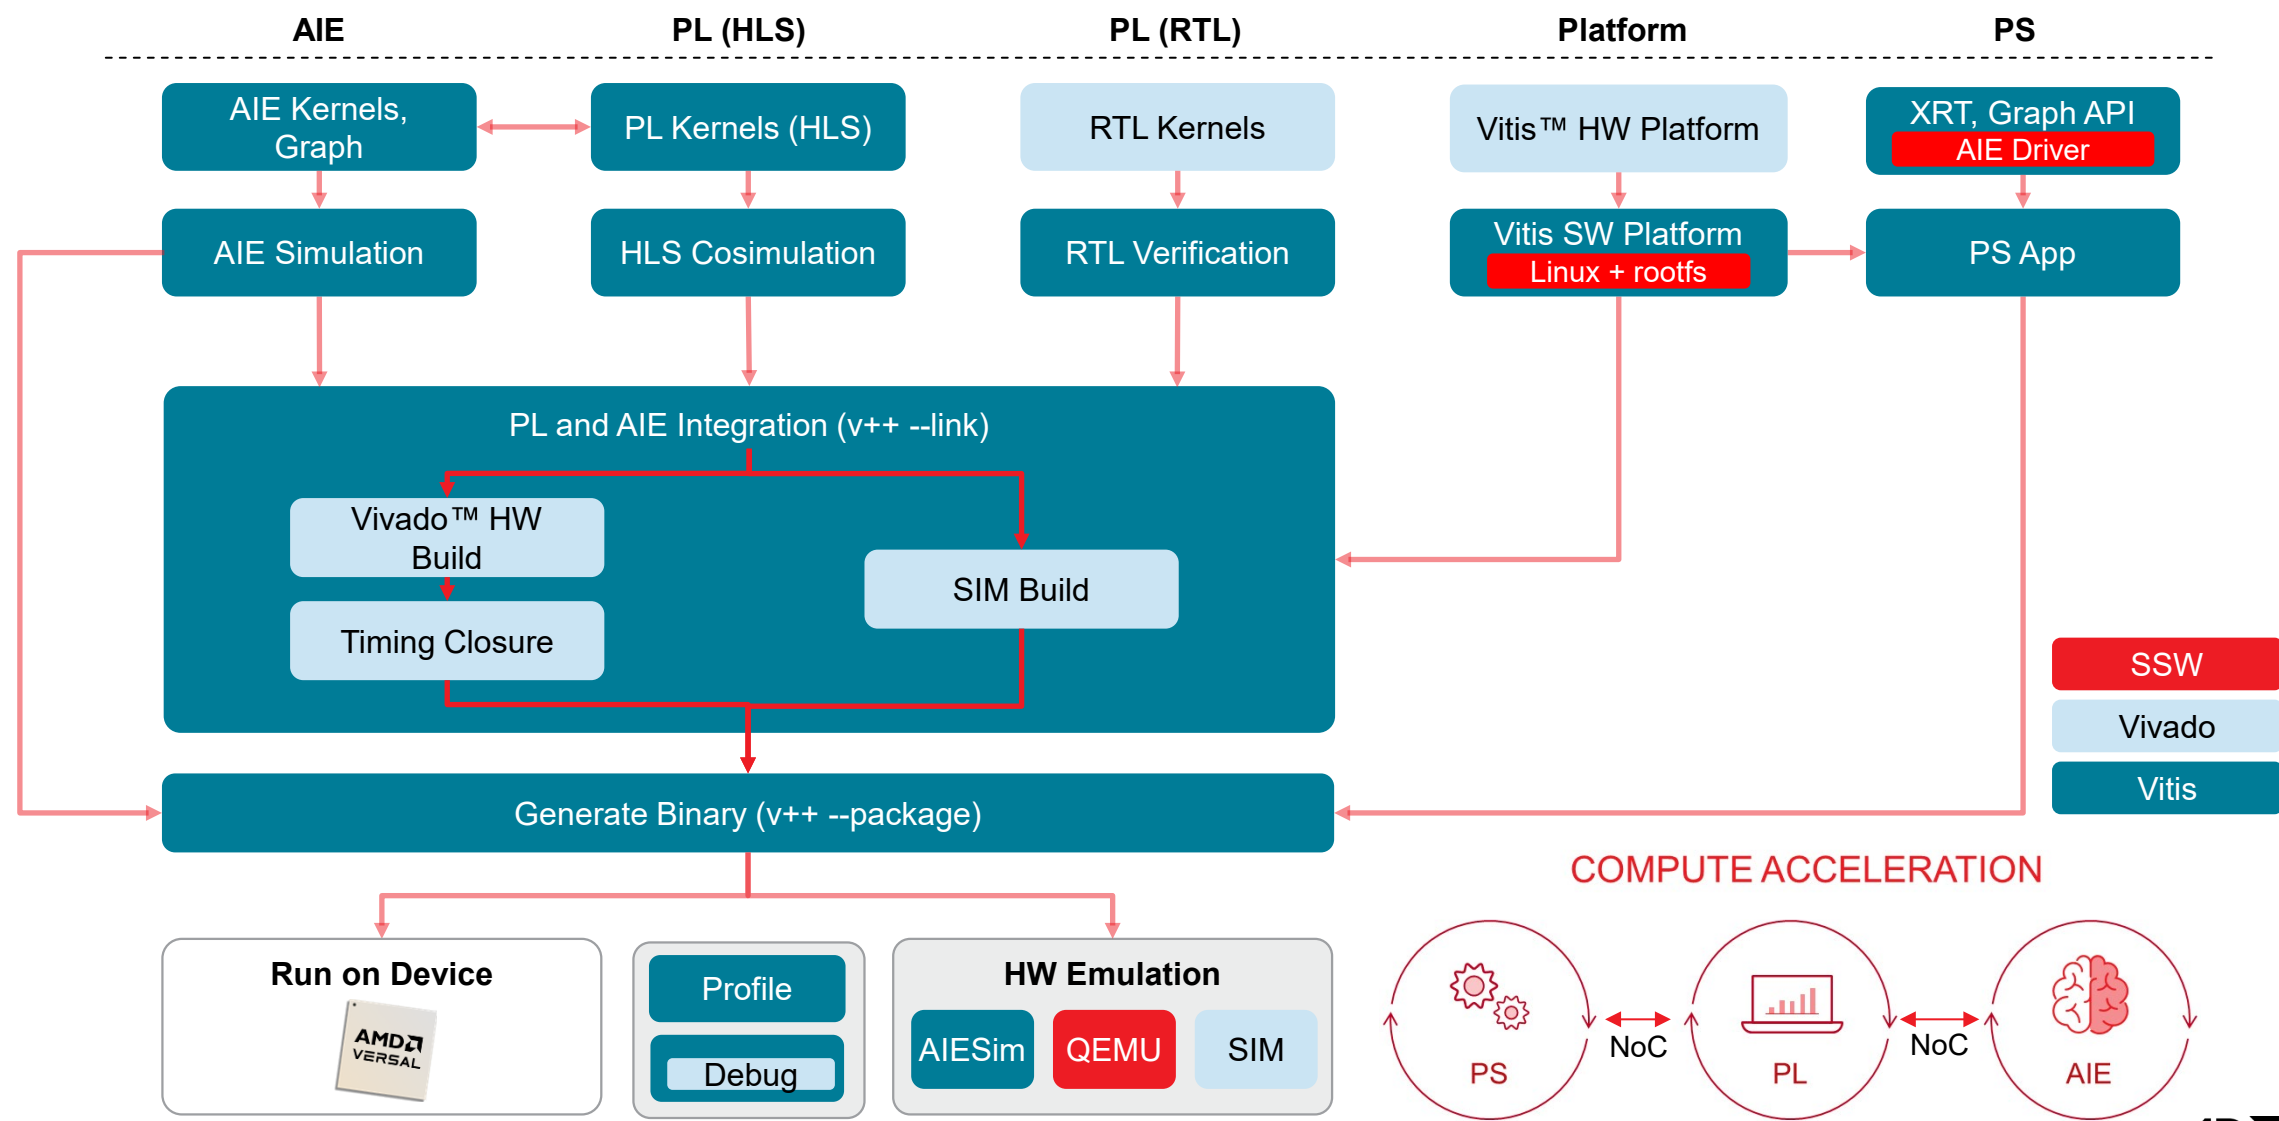 AIE
PL (HLS)
PL (RTL)
Platform
PS
AIE Kernels,
Graph
PL Kernels (HLS)
RTL Kernels
Vitis™ HW Platform
XRT, Graph API
AIE Driver
AIE Simulation
HLS Cosimulation
RTL Verification
Vitis SW Platform
Linux + rootfs
PS App
PL and AIE Integration (v++ --link)
Vivado™ HW
Build
Timing Closure
SIM Build
SSW
Vivado
Vitis
Generate Binary (v++ --package)
COMPUTE ACCELERATION
Run on Device
AMD
VERSAL
Profile
Debug
HW Emulation
AIESim
QEMU
SIM
PS
NoC
PL
NoC
AIE